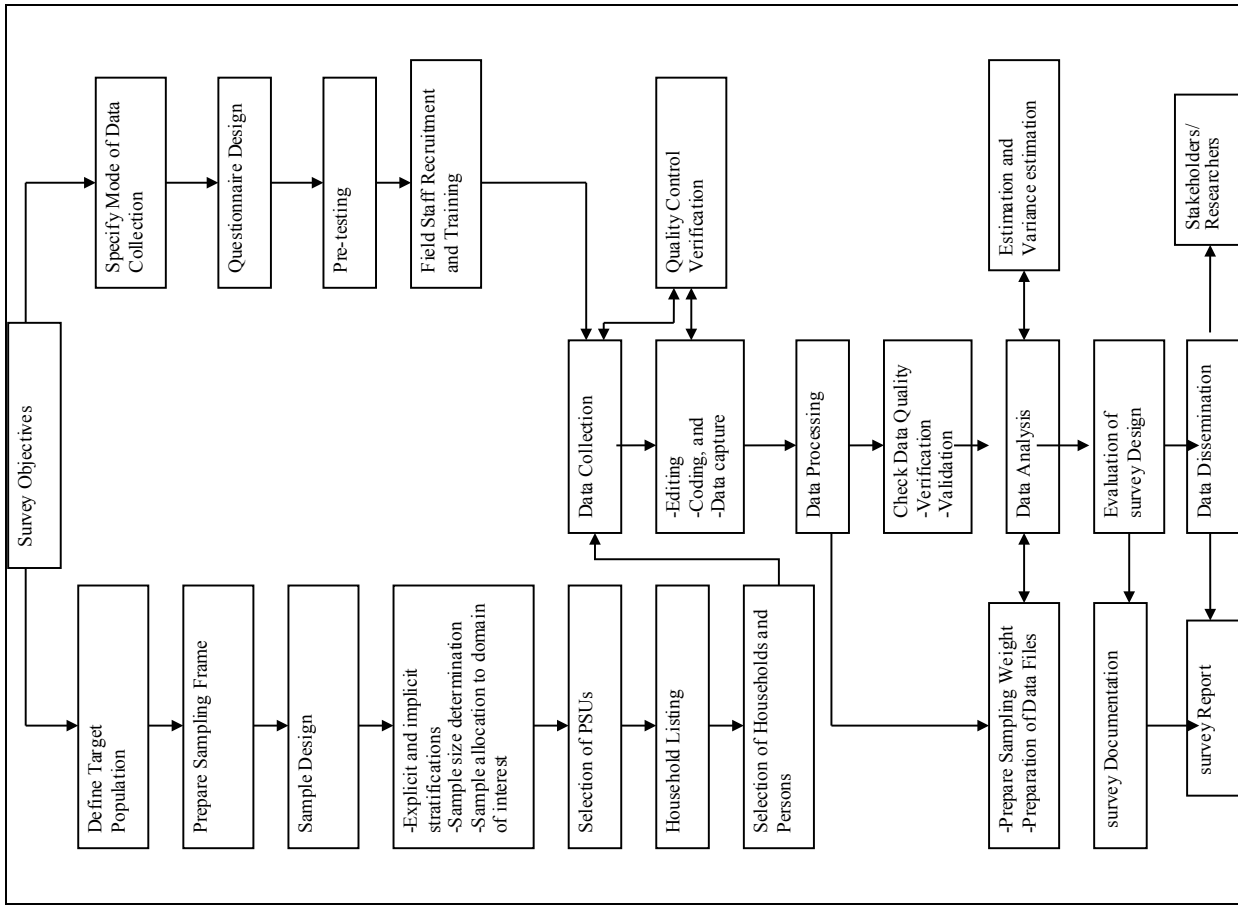 Survey Objectives
Define Target
Population
Prepare Sampling Frame
Sample Design
-Explicit and implicit
stratifications
-Sample size determination
-Sample allocation to domain
of interest
Selection of PSUs
Household Listing
Selection of Households and
Persons
Specify Mode of Data
Collection
Questionnaire Design
Pre-testing
Field Staff Recruitment
and Training
Data Collection
Quality Control
Verification
-Editing
-Coding, and
-Data capture
Data Processing
Check Data Quality
-Verification
-Validation
-Prepare Sampling Weight
-Preparation of Data Files
Data Analysis
Estimation and
Variance estimation
Evaluation of
survey Design
survey Documentation
Data Dissemination
survey Report
Stakeholders/
Researchers